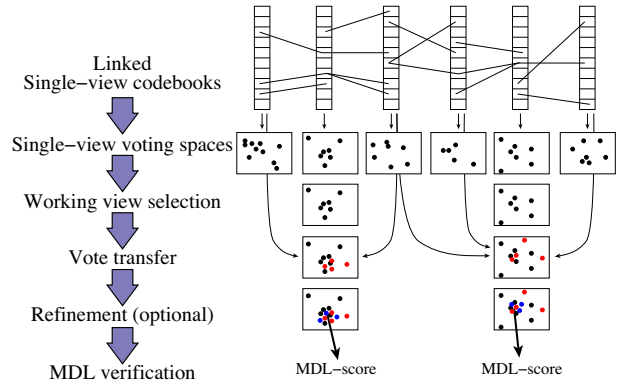 Linked
Single−view codebooks
Single−view voting spaces
Working view selection
Vote transfer
Refinement (optional)
MDL verification
MDL−score
MDL−score